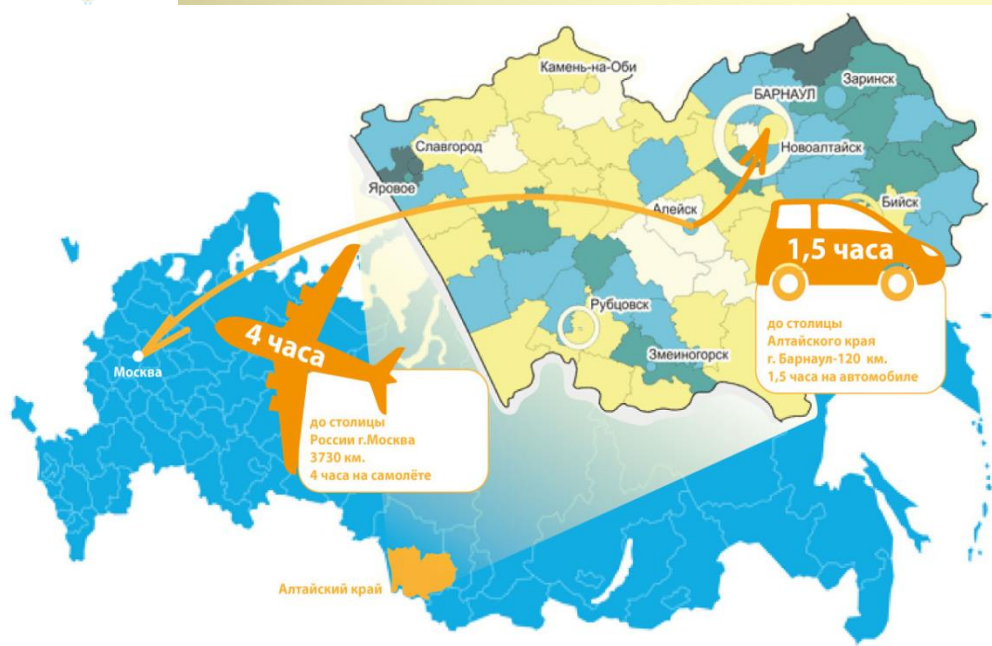 Камень-на-Оби
Заринск
БАРНАУЛ
Славгород
Новоалтайск
Яровое
Алейск
Бийск
1,5 часа
Рубцовск
до столицы
Алтайского края
г. Барнаул-120 км.
1,5 часа на автомобиле
4 часа
Змеиногорск
Москва
до столицы
России г.Москва
3730 км.
4 часа на самолёте
Алтайский край